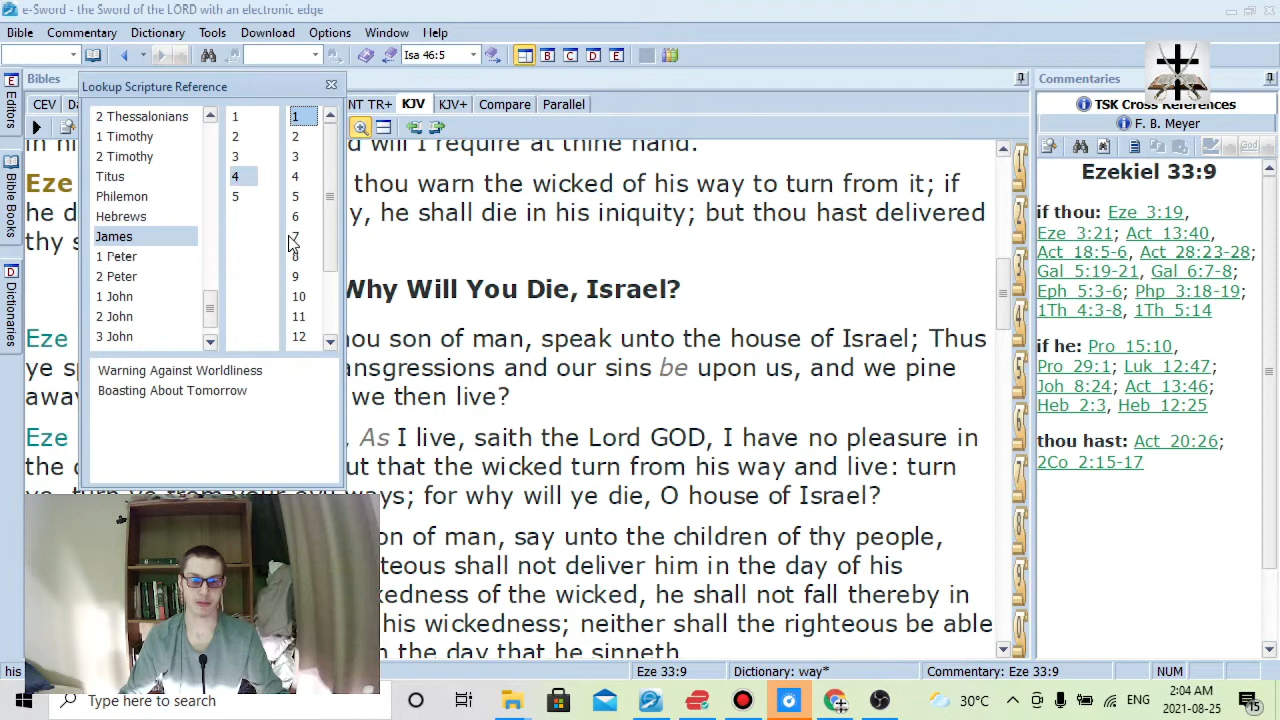 e-Sword - the Sword of the LORD with an electronic edge
Bible Commentary Dictionary Tools Download Options Window Help
Isa 46:5
B C D E
Bibles
Commentaries
Lookup Scripture Reference
CEV
NT TR+ KJV KJV+ Compare Parallel
TSK Cross References
F. B. Meyer
Editors
Bible Books
Dictionaries
2 Thessalonians 1 1
1 Timothy 2 2
2 Timothy 3 3
Titus 4 4
Philemon 5 5
Hebrews 6
James 7
1 Peter 8
2 Peter 9
1 John 10
2 John 11
3 John 12
Warning Against Worldliness
Boasting About Tomorrow
in his d will I require at thine hand.
Eze thou warn the wicked of his way to turn from it; if
he d y, he shall die in his iniquity; but thou hast delivered
thy s
Why Will You Die, Israel?
Eze hou son of man, speak unto the house of Israel; Thus
ye sp ansgressions and our sins be upon us, and we pine
away we then live?
Eze , As I live, saith the Lord GOD, I have no pleasure in
the d ut that the wicked turn from his way and live: turn
ye, turn ye from your evil ways; for why will ye die, O house of Israel?
on of man, say unto the children of thy people,
teous shall not deliver him in the day of his
kedness of the wicked, he shall not fall thereby in
his wickedness; neither shall the righteous be able
n the day that he sinneth.
Ezekiel 33:9
if thou: Eze 3:19,
Eze 3:21; Act 13:40,
Act 18:5-6, Act 28:23-28;
Gal 5:19-21, Gal 6:7-8;
Eph 5:3-6; Php 3:18-19;
1Th 4:3-8, 1Th 5:14
if he: Pro 15:10,
Pro 29:1; Luk 12:47;
Joh 8:24; Act 13:46;
Heb 2:3, Heb 12:25
thou hast: Act 20:26;
2Co 2:15-17
his
Eze 33:9 Dictionary: way* Commentary: Eze 33:9 NUM
Type here to search
30°C ENG 2:04 AM
2021-08-25
15